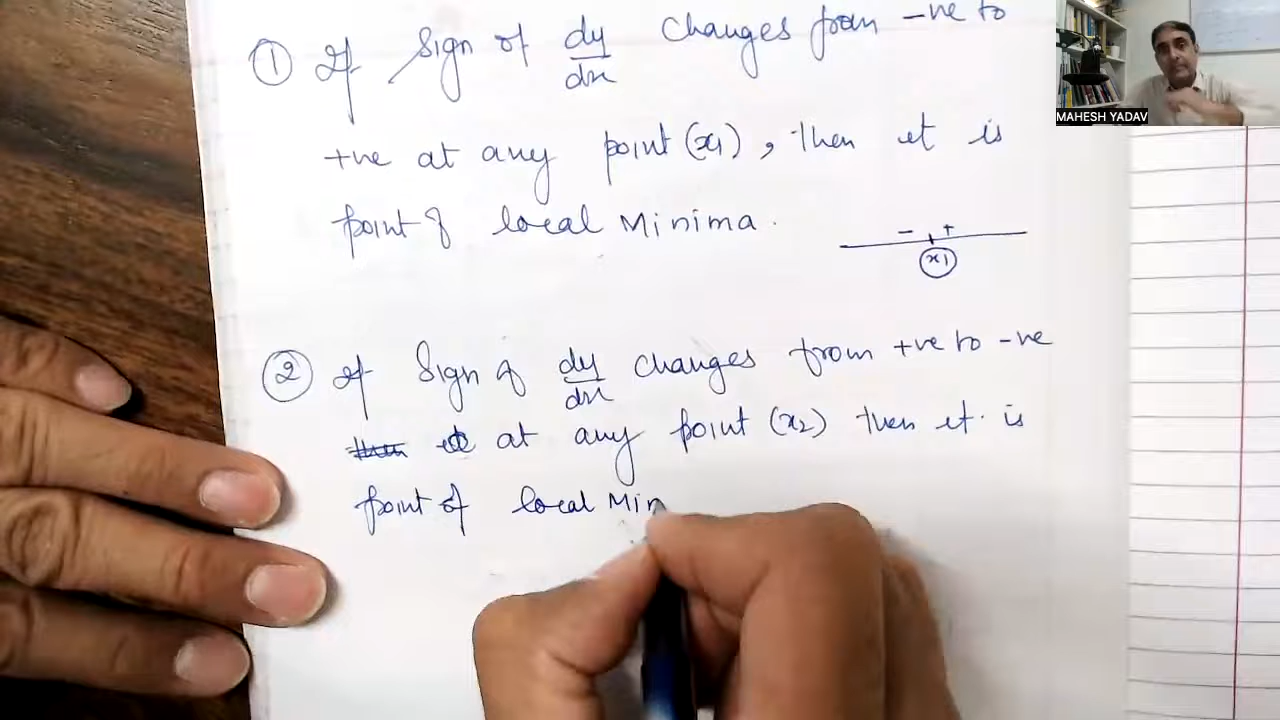 MAHESH YADAV
① If Sign of dy/dx Changes from -ve to
+ve at any point (x1), then it is
point of local Minima.
- +
x1
② If Sign of dy/dx Changes from +ve to -ve
at any point (x2) then it is
point of local Min